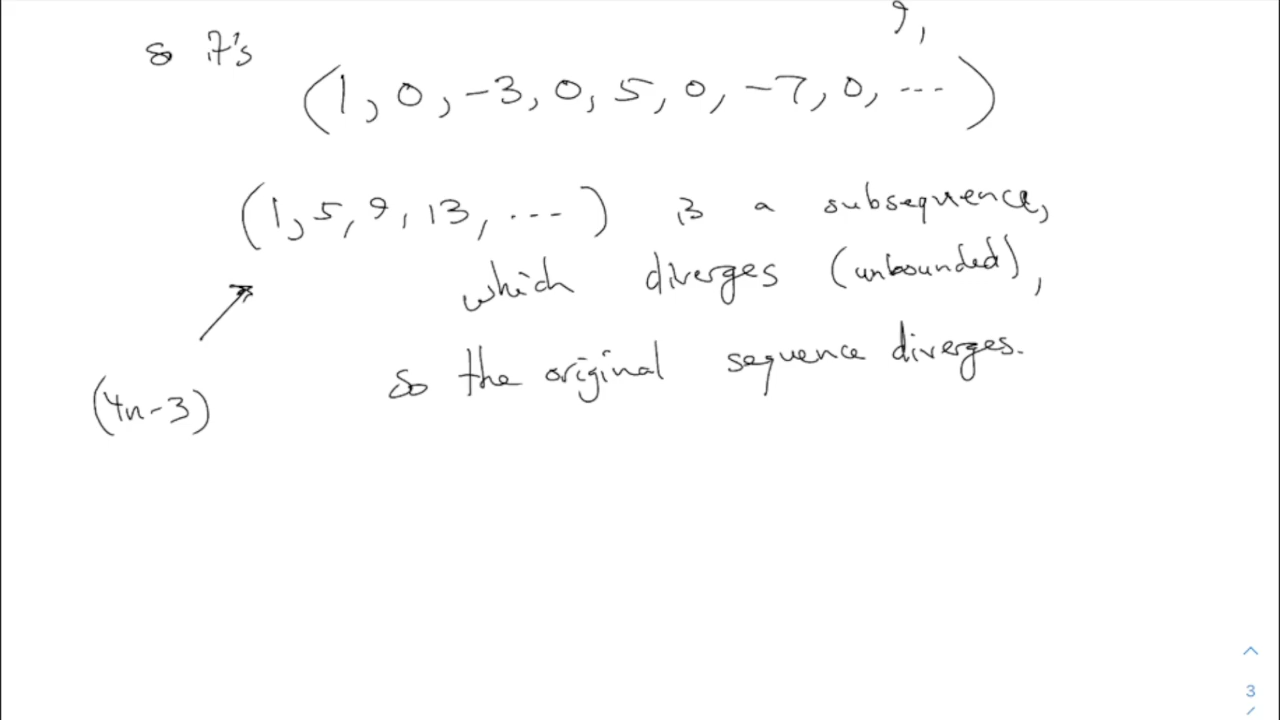 9,
so it's
(1, 0, -3, 0, 5, 0, -7, 0, ...)
(1, 5, 9, 13, ...) is a subsequence,
which diverges (unbounded),
so the original sequence diverges.
(4n-3)
3